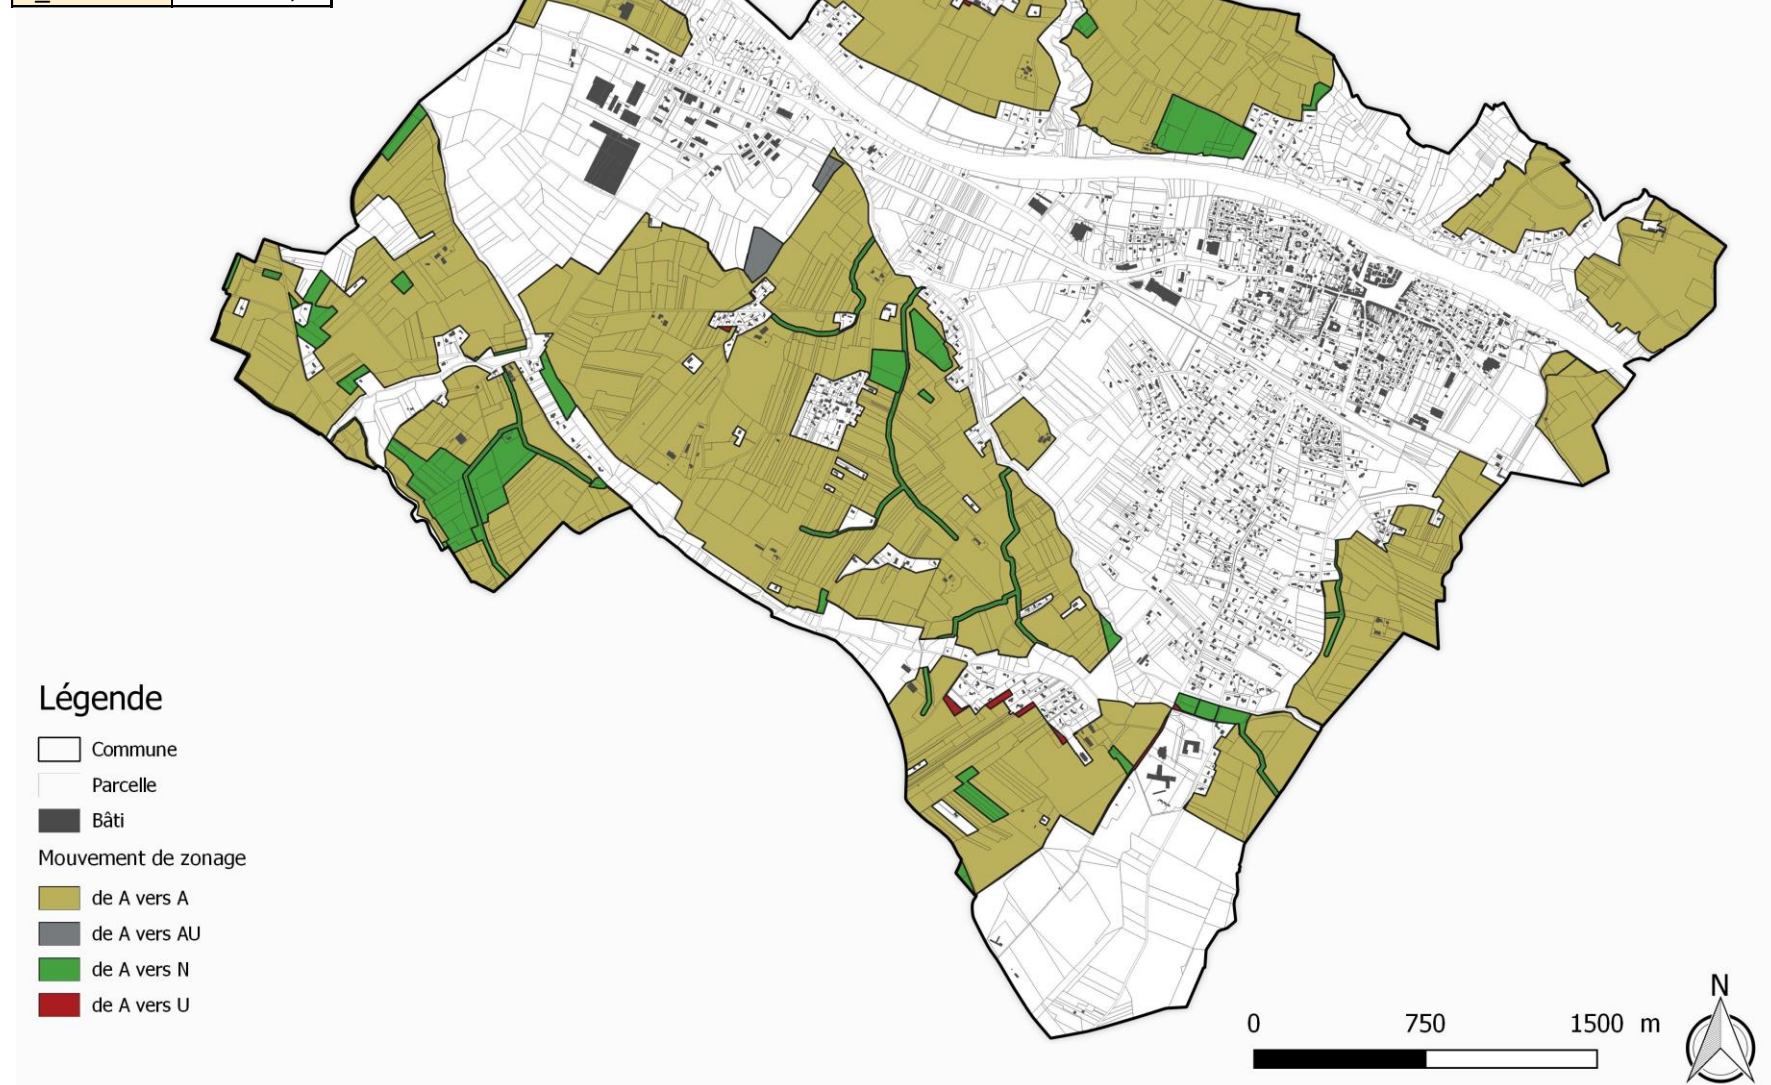 Légende
Commune
Parcelle
Bâti
Mouvement de zonage
de A vers A
de A vers AU
de A vers N
de A vers U
0 750 1500 m
N